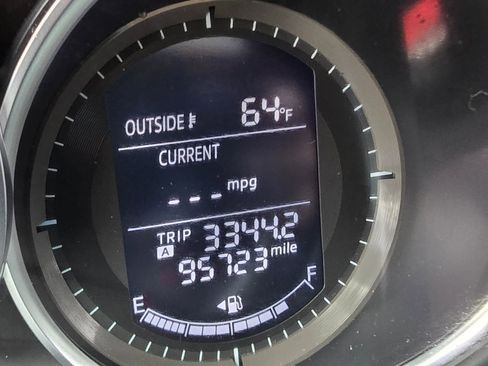 OUTSIDE 64°F
CURRENT
--- mpg
TRIP A 3344.2
95723 mile
E F